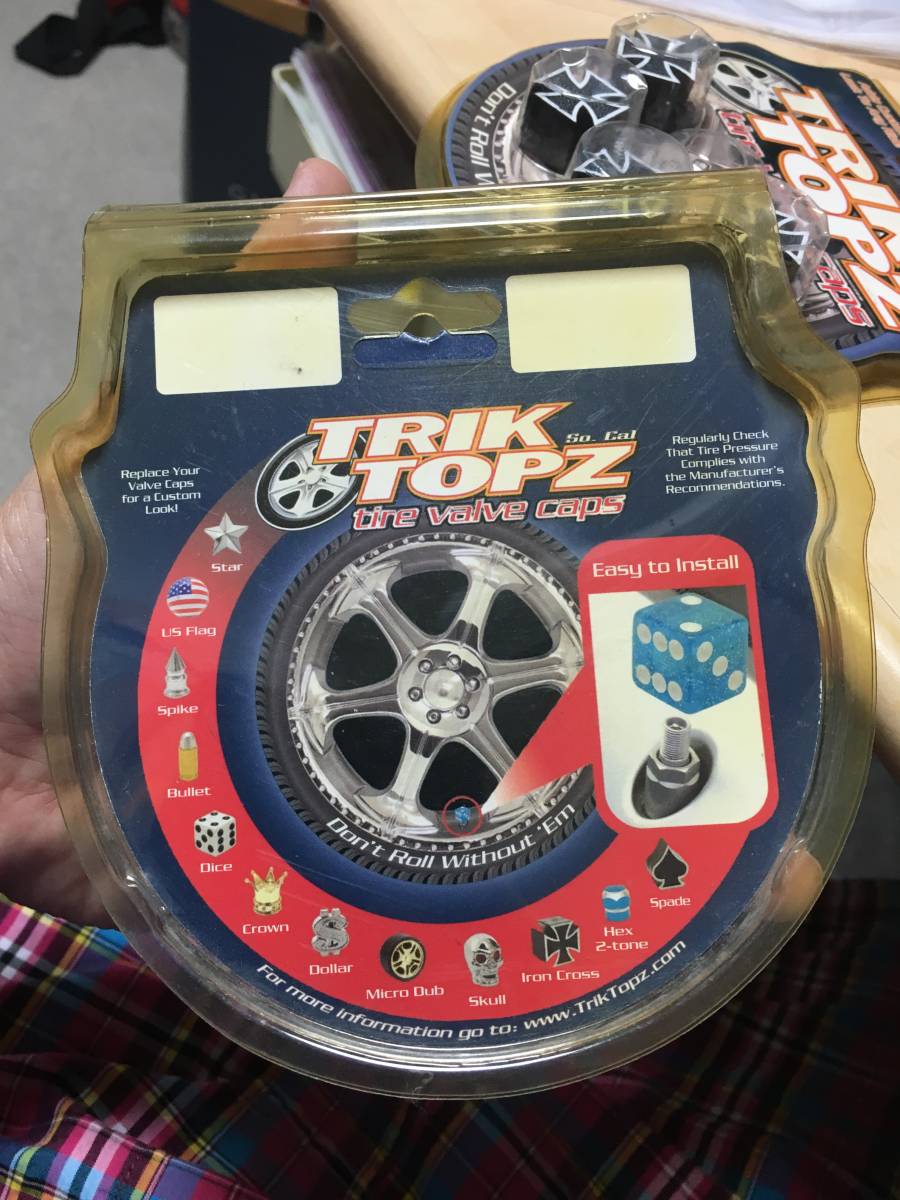 Don't Roll W
TRIK
TOPZ
caps
TRIK
So. Cal
TOPZ
tire valve caps
Replace Your
Valve Caps
for a Custom
Look!
Regularly Check
That Tire Pressure
Complies with
the Manufacturer's
Recommendations.
Easy to Install
Star
US Flag
Spike
Bullet
Dice
Crown
Dollar
Micro Dub
Skull
Iron Cross
Hex
2-tone
Spade
Don't Roll Without 'Em
For more information go to: www.TrikTopz.com